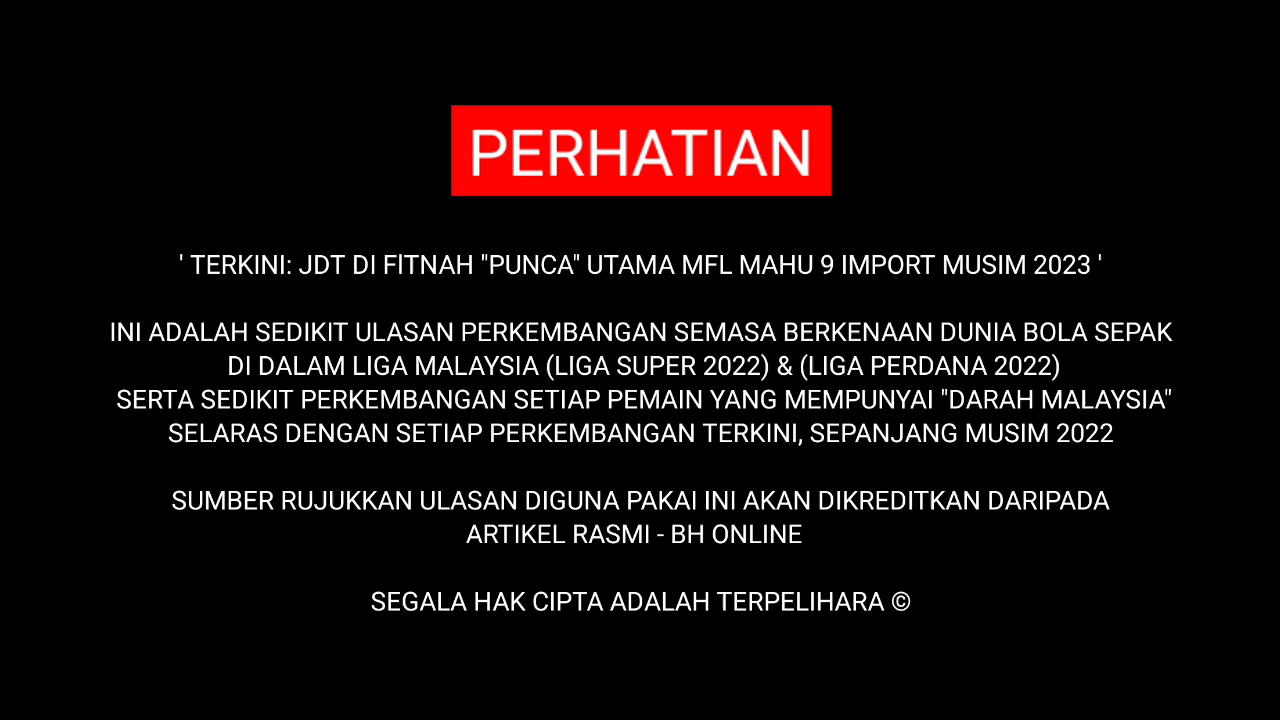 PERHATIAN
' TERKINI: JDT DI FITNAH "PUNCA" UTAMA MFL MAHU 9 IMPORT MUSIM 2023 '
INI ADALAH SEDIKIT ULASAN PERKEMBANGAN SEMASA BERKENAAN DUNIA BOLA SEPAK
DI DALAM LIGA MALAYSIA (LIGA SUPER 2022) & (LIGA PERDANA 2022)
SERTA SEDIKIT PERKEMBANGAN SETIAP PEMAIN YANG MEMPUNYAI "DARAH MALAYSIA"
SELARAS DENGAN SETIAP PERKEMBANGAN TERKINI, SEPANJANG MUSIM 2022
SUMBER RUJUKKAN ULASAN DIGUNA PAKAI INI AKAN DIKREDITKAN DARIPADA
ARTIKEL RASMI - BH ONLINE
SEGALA HAK CIPTA ADALAH TERPELIHARA ©